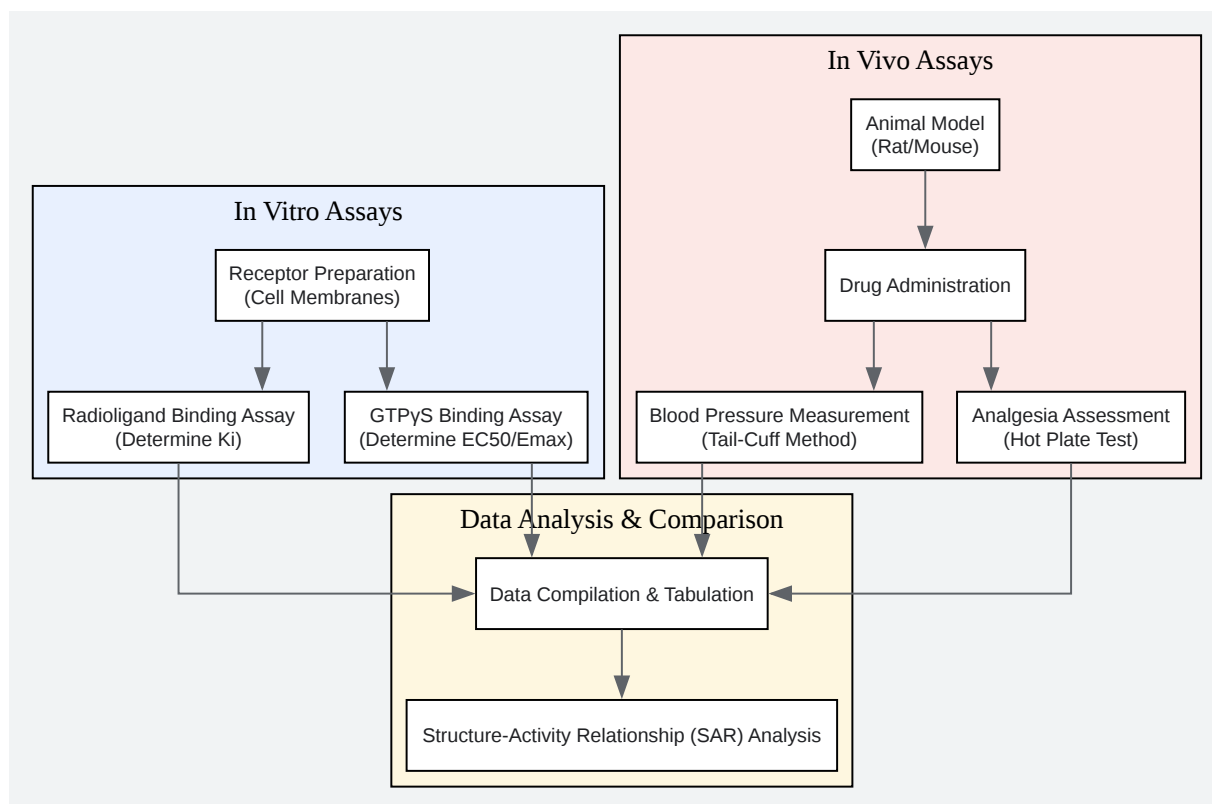 In Vitro Assays
Receptor Preparation
(Cell Membranes)
Radioligand Binding Assay
(Determine Ki)
GTPγS Binding Assay
(Determine EC50/Emax)
In Vivo Assays
Animal Model
(Rat/Mouse)
Drug Administration
Blood Pressure Measurement
(Tail-Cuff Method)
Analgesia Assessment
(Hot Plate Test)
Data Analysis & Comparison
Data Compilation & Tabulation
Structure-Activity Relationship (SAR) Analysis